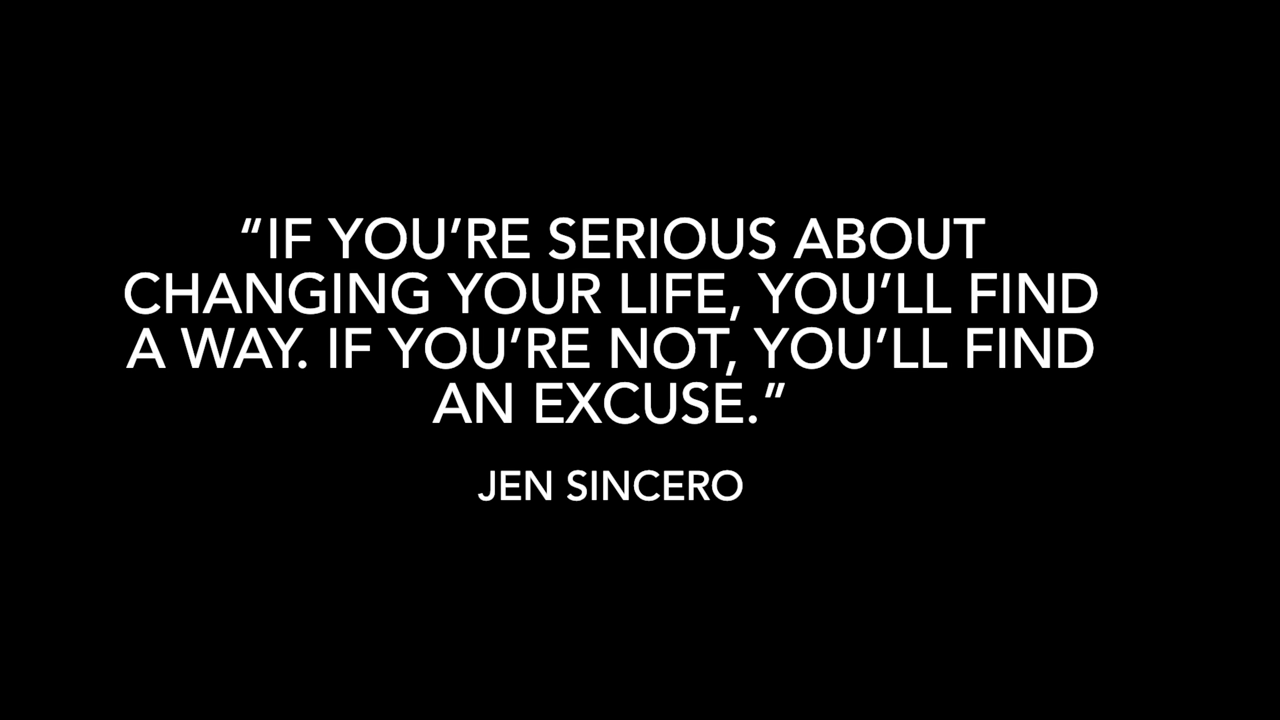 “IF YOU’RE SERIOUS ABOUT
CHANGING YOUR LIFE, YOU’LL FIND
A WAY. IF YOU’RE NOT, YOU’LL FIND
AN EXCUSE.”
JEN SINCERO